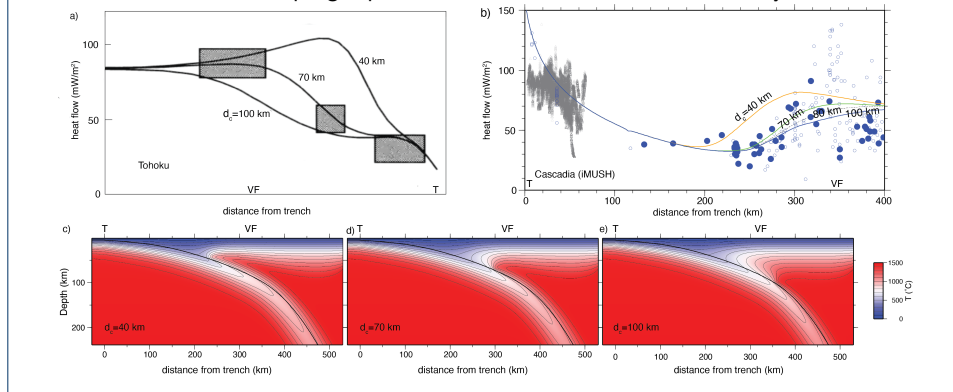 a)
heat flow (mW/m²)
100
50
0
40 km
70 km
d_c=100 km
Tohoku
VF
T
distance from trench
b)
heat flow (mW/m²)
150
100
50
0
d_c=40 km
70 km
80 km
100 km
Cascadia (iMUSH)
T
VF
0
100
200
300
400
distance from trench (km)
c)
T
VF
Depth (km)
100
200
d_c=40 km
0
100
200
300
400
500
distance from trench (km)
d)
T
VF
d_c=70 km
0
100
200
300
400
500
distance from trench (km)
e)
T
VF
d_c=100 km
0
100
200
300
400
500
distance from trench (km)
1500
1000
500
0
T (°C)